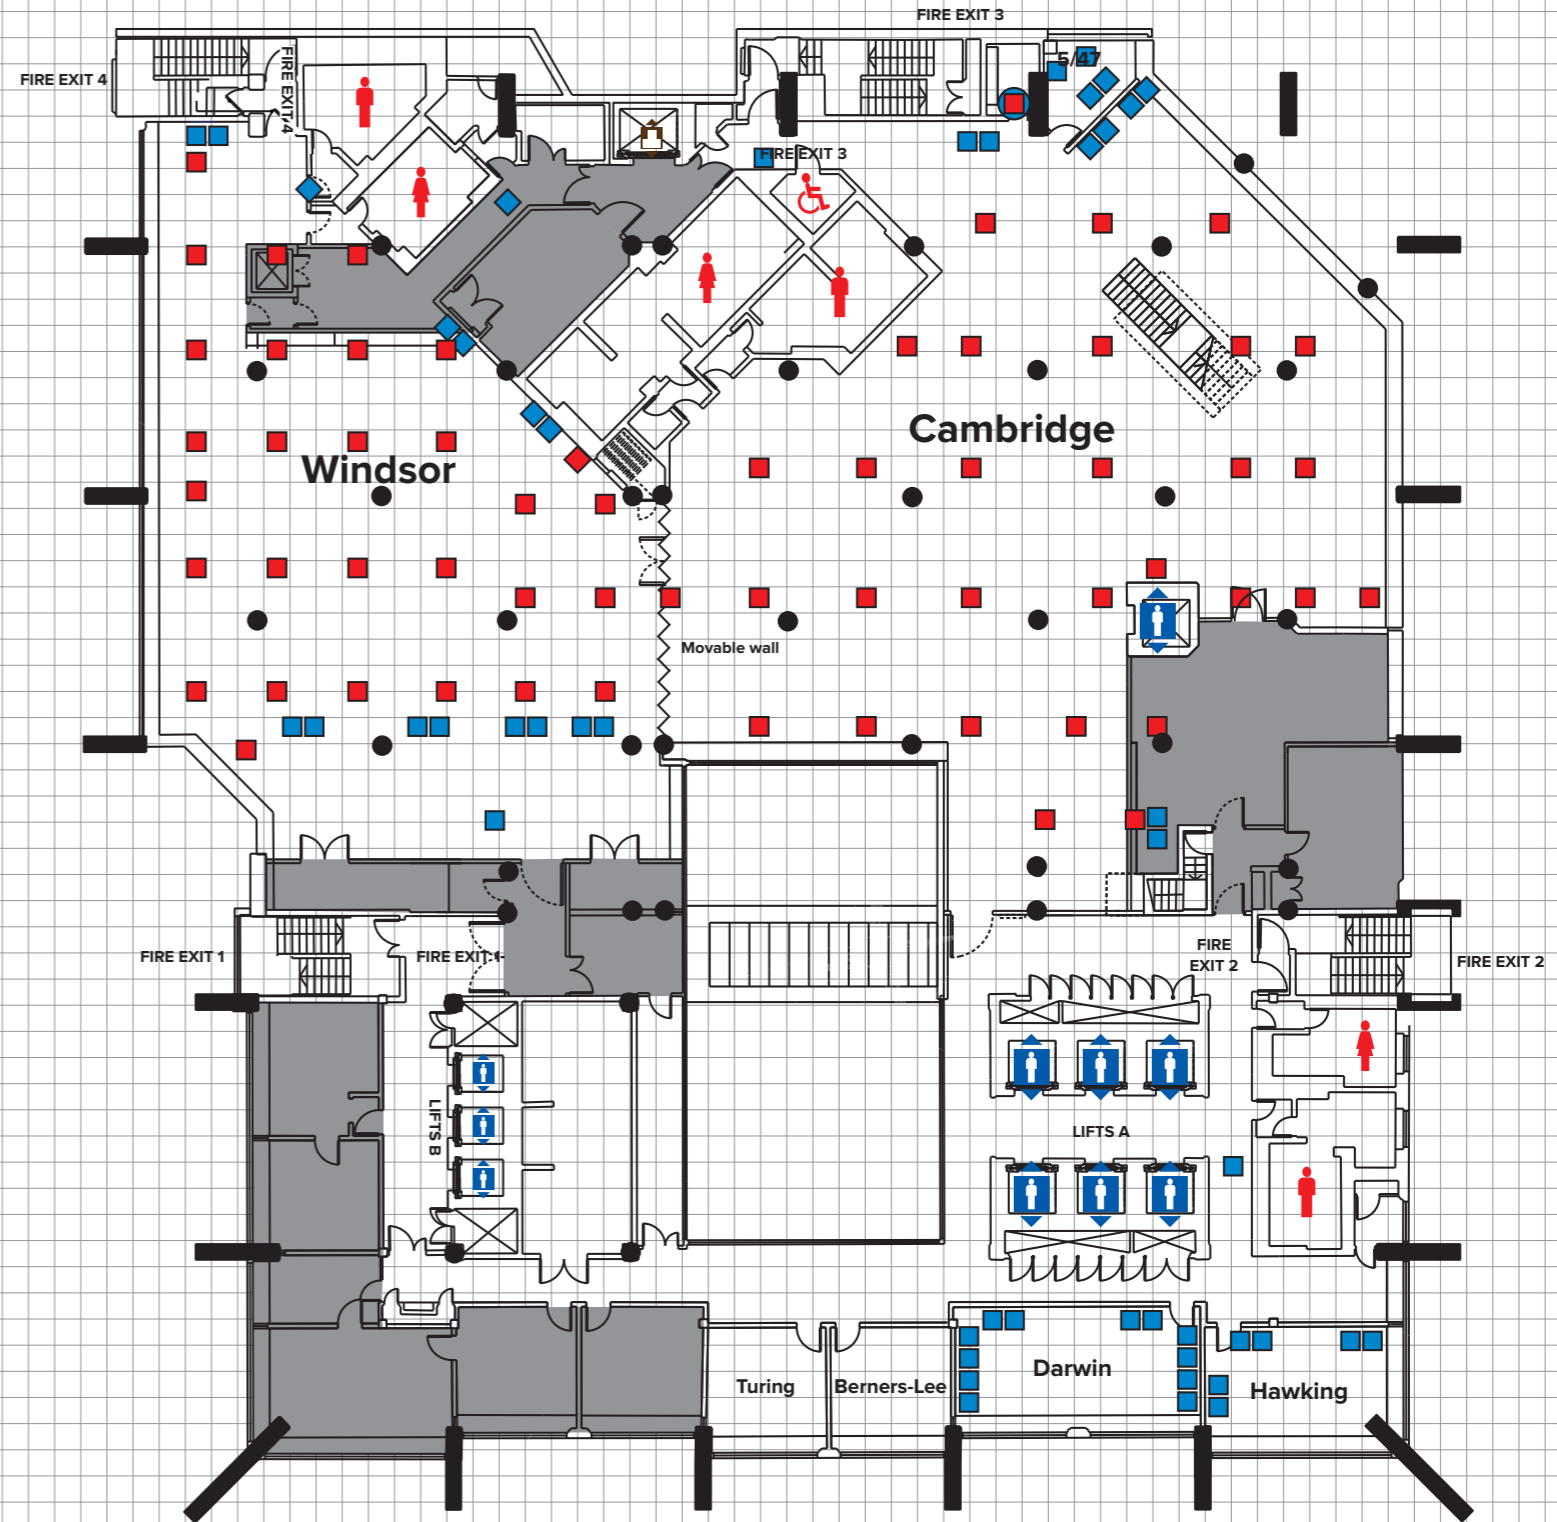 FIRE EXIT 3
FIRE EXIT 4
FIRE EXIT 4
5/47
FIRE EXIT 3
Cambridge
Windsor
Movable wall
FIRE EXIT 1
FIRE EXIT 1
FIRE
EXIT 2
FIRE EXIT 2
LIFTS B
LIFTS A
Turing
Berners-Lee
Darwin
Hawking